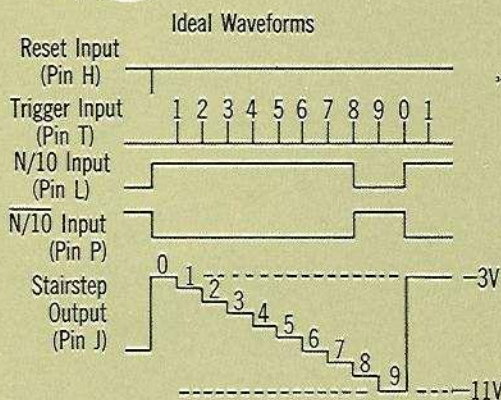 Ideal Waveforms
Reset Input
(Pin H)
Trigger Input
(Pin T)
1 2 3 4 5 6 7 8 9 0 1
N/10 Input
(Pin L)
N/10 Input
(Pin P)
Stairstep
Output
(Pin J)
0
1
2
3
4
5
6
7
8
9
−3V
−11V